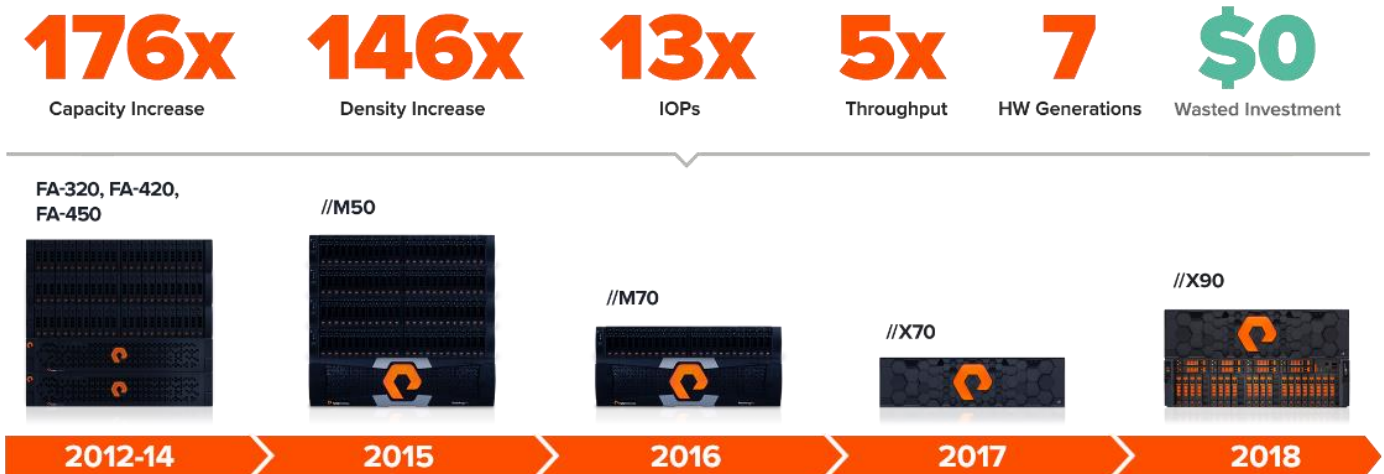 176x
Capacity Increase
146x
Density Increase
13x
IOPs
5x
Throughput
7
HW Generations
$0
Wasted Investment
FA-320, FA-420,
FA-450
//M50
//M70
//X70
//X90
2012-14
2015
2016
2017
2018